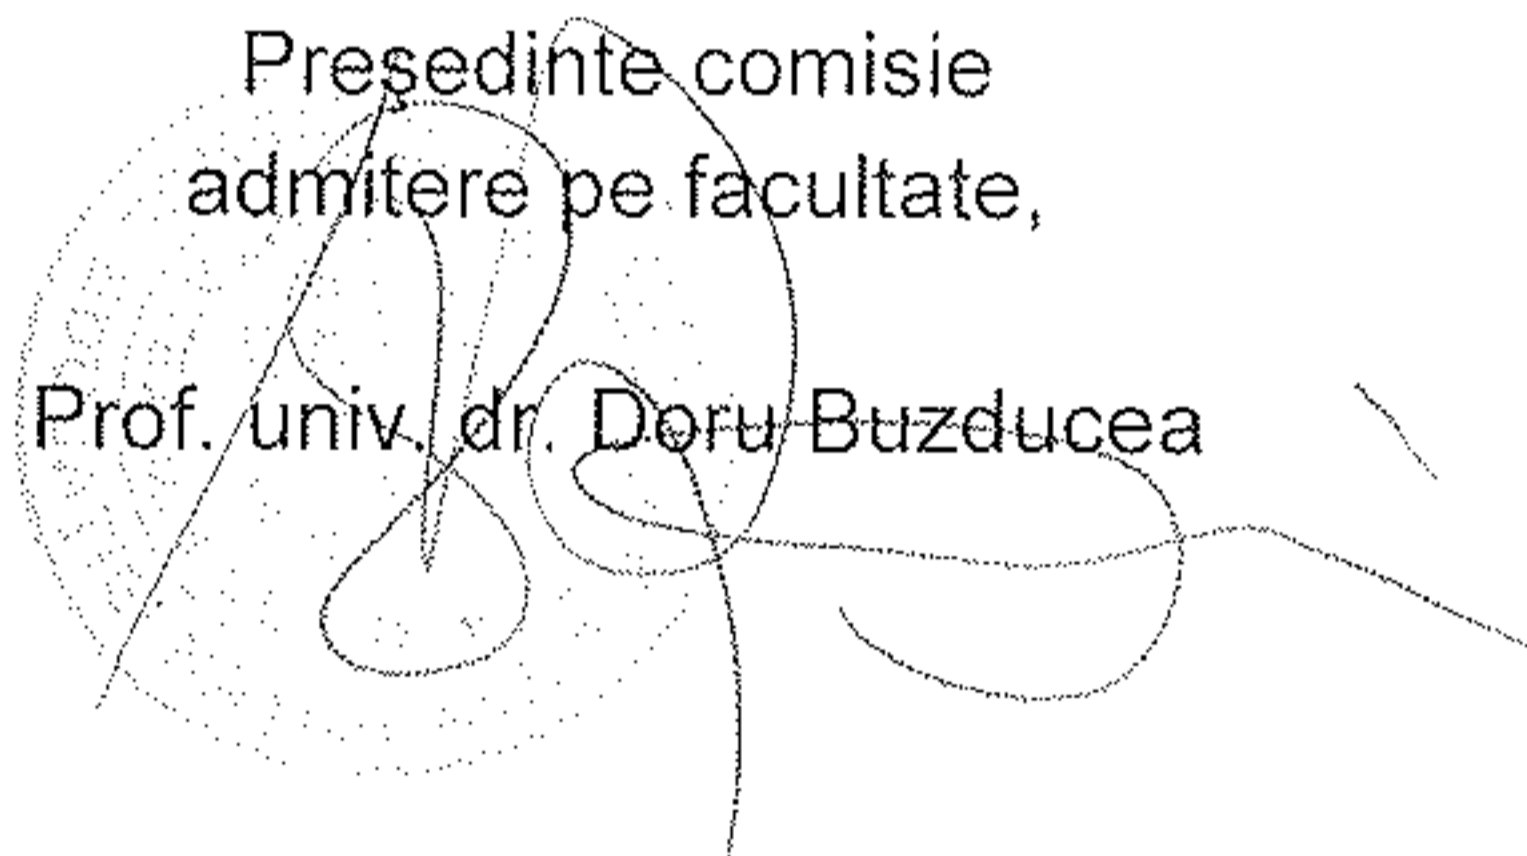 Președinte comisie
admitere pe facultate,
Prof. univ. dr. Doru Buzducea